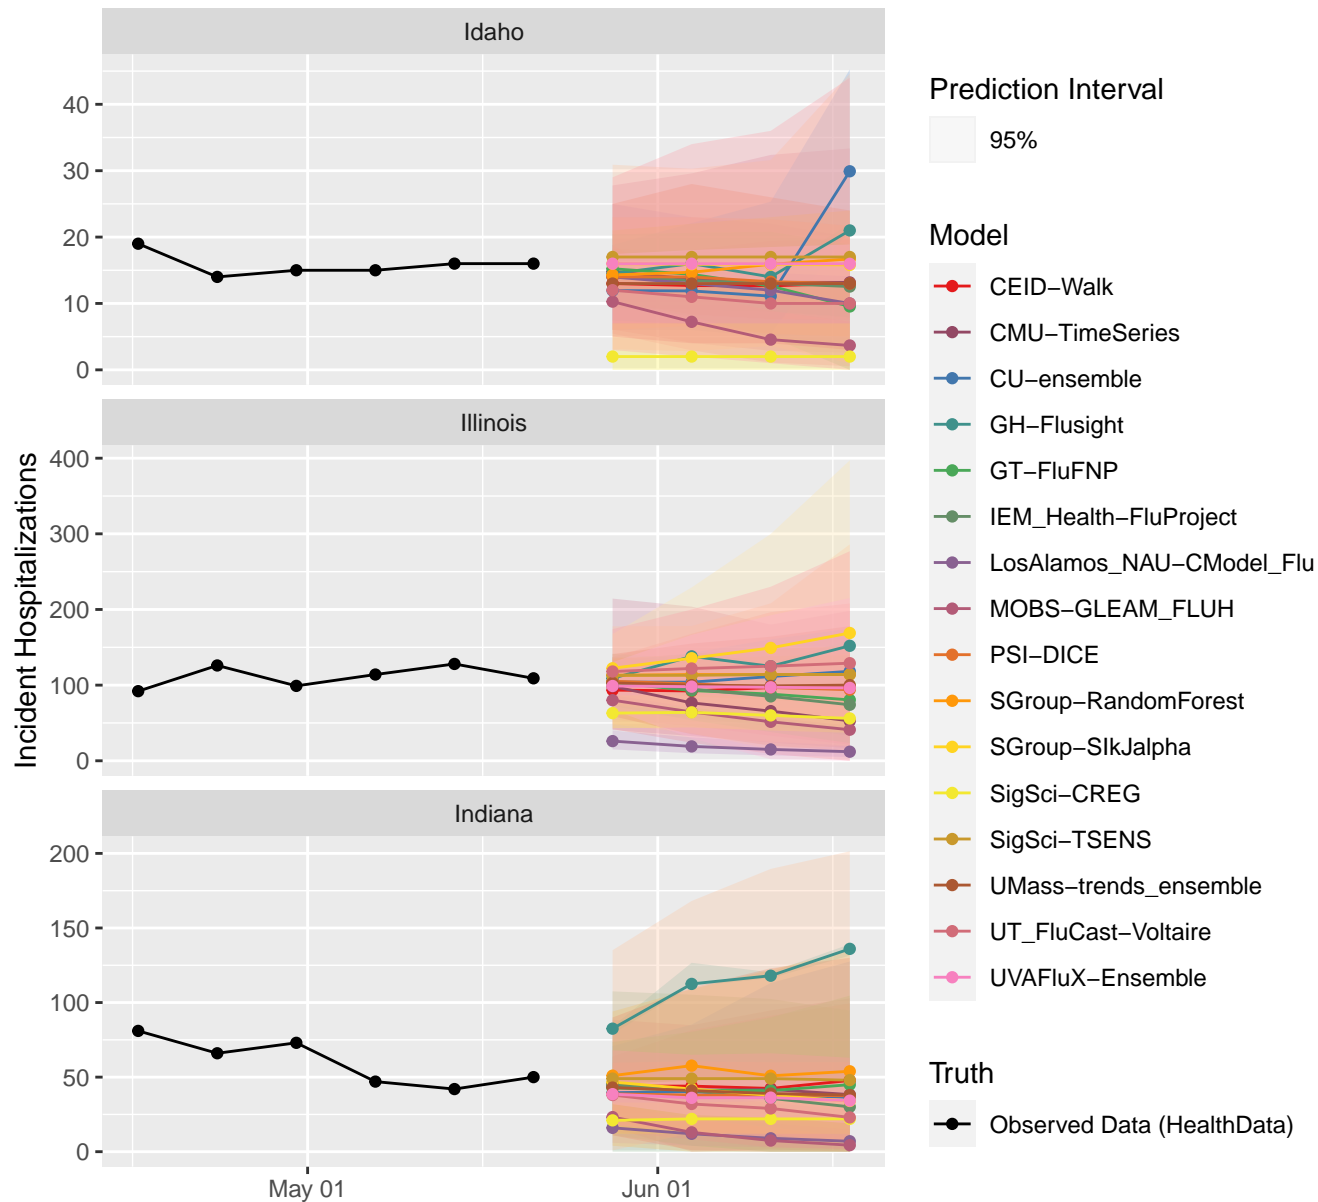 Idaho
40
30
20
10
0
Illinois
400
300
200
100
0
Indiana
200
150
100
50
0
May 01
Jun 01
Incident Hospitalizations
Prediction Interval
95%
Model
CEID−Walk
CMU−TimeSeries
CU−ensemble
GH−Flusight
GT−FluFNP
IEM_Health−FluProject
LosAlamos_NAU−CModel_Flu
MOBS−GLEAM_FLUH
PSI−DICE
SGroup−RandomForest
SGroup−SIkJalpha
SigSci−CREG
SigSci−TSENS
UMass−trends_ensemble
UT_FluCast−Voltaire
UVAFluX−Ensemble
Truth
Observed Data (HealthData)